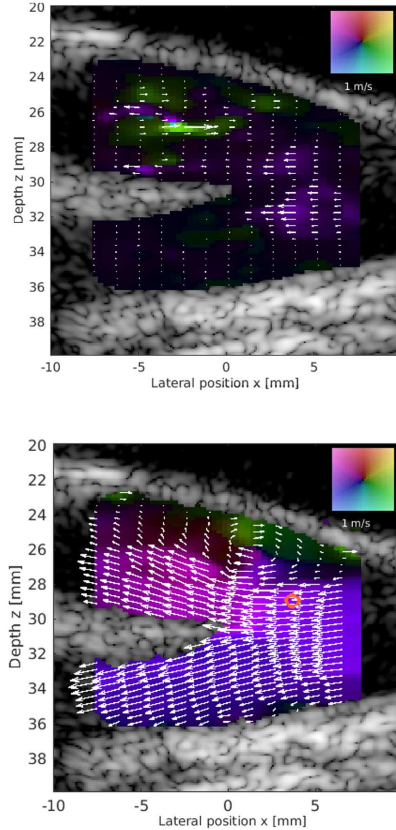 20
22
24
26
28
30
32
34
36
38
Depth z [mm]
1 m/s
-10 -5 0 5
Lateral position x [mm]
20
22
24
26
28
30
32
34
36
38
Depth z [mm]
1 m/s
-10 -5 0 5
Lateral position x [mm]